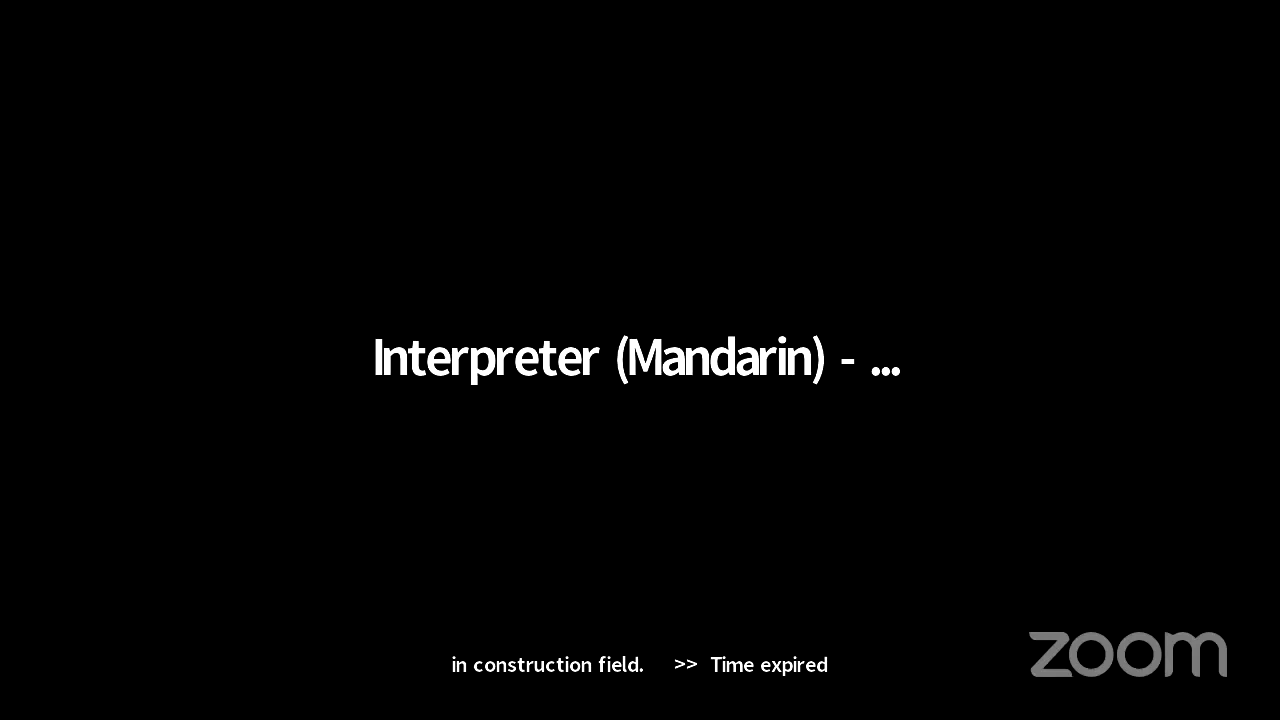 Interpreter (Mandarin) - ...
in construction field. >> Time expired
zoom